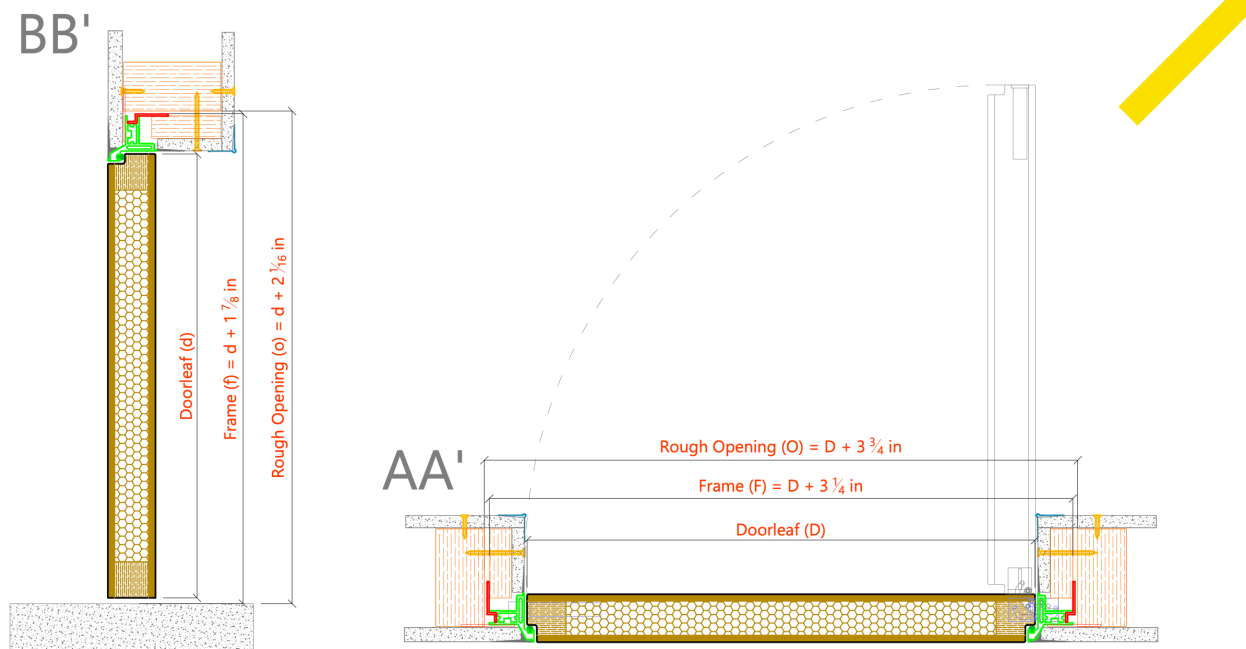 BB'
Doorleaf (d)
Frame (f) = d + 1 7⁄8 in
Rough Opening (o) = d + 2 1⁄16 in
AA'
Rough Opening (O) = D + 3 3⁄4 in
Frame (F) = D + 3 1⁄4 in
Doorleaf (D)